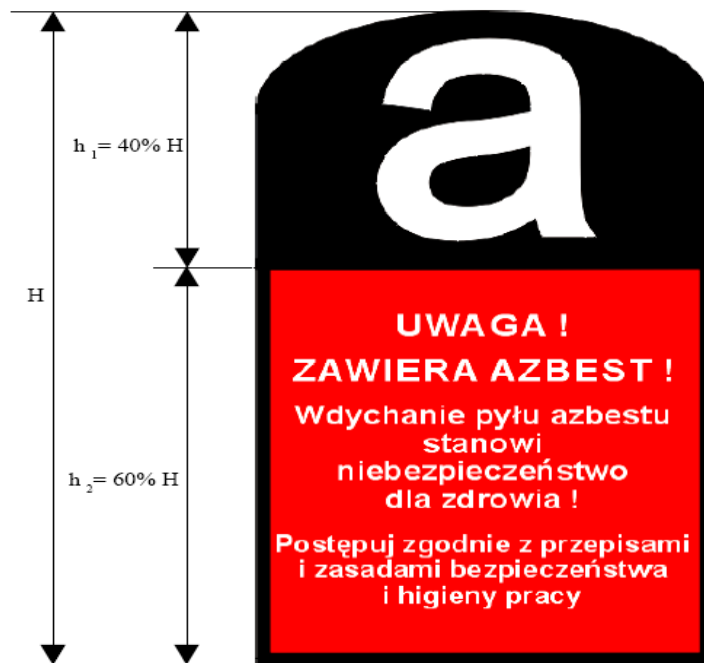 a
h 1= 40% H
H
h 2= 60% H
UWAGA !
ZAWIERA AZBEST !
Wdychanie pyłu azbestu
stanowi
niebezpieczeństwo
dla zdrowia !
Postępuj zgodnie z przepisami
i zasadami bezpieczeństwa
i higieny pracy